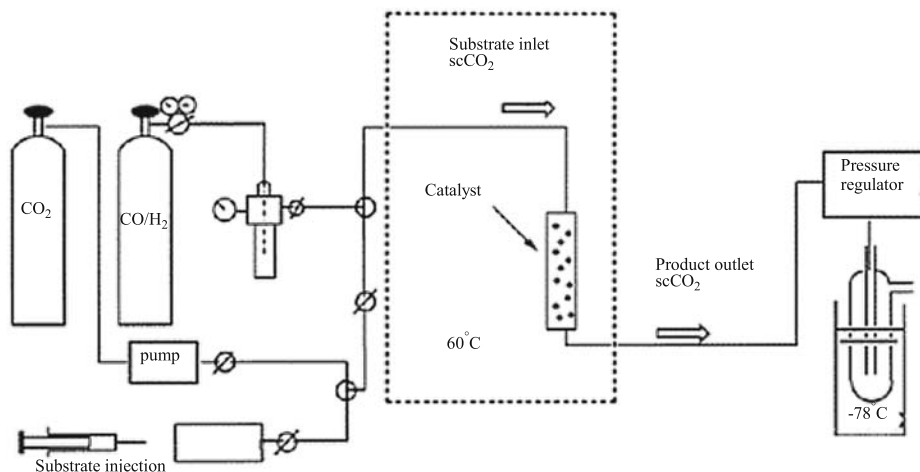 Substrate inlet
scCO₂
CO₂
CO/H₂
Catalyst
Pressure
regulator
Product outlet
scCO₂
60°C
pump
-78°C
Substrate injection